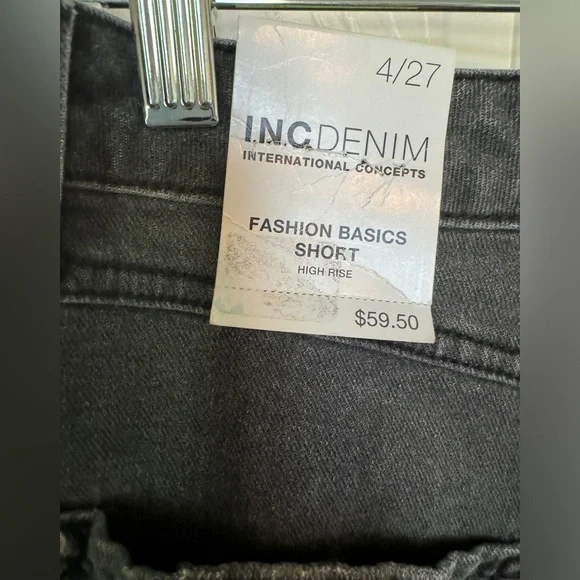 4/27
I.N.C.DENIM
INTERNATIONAL CONCEPTS
FASHION BASICS
SHORT
HIGH RISE
$59.50